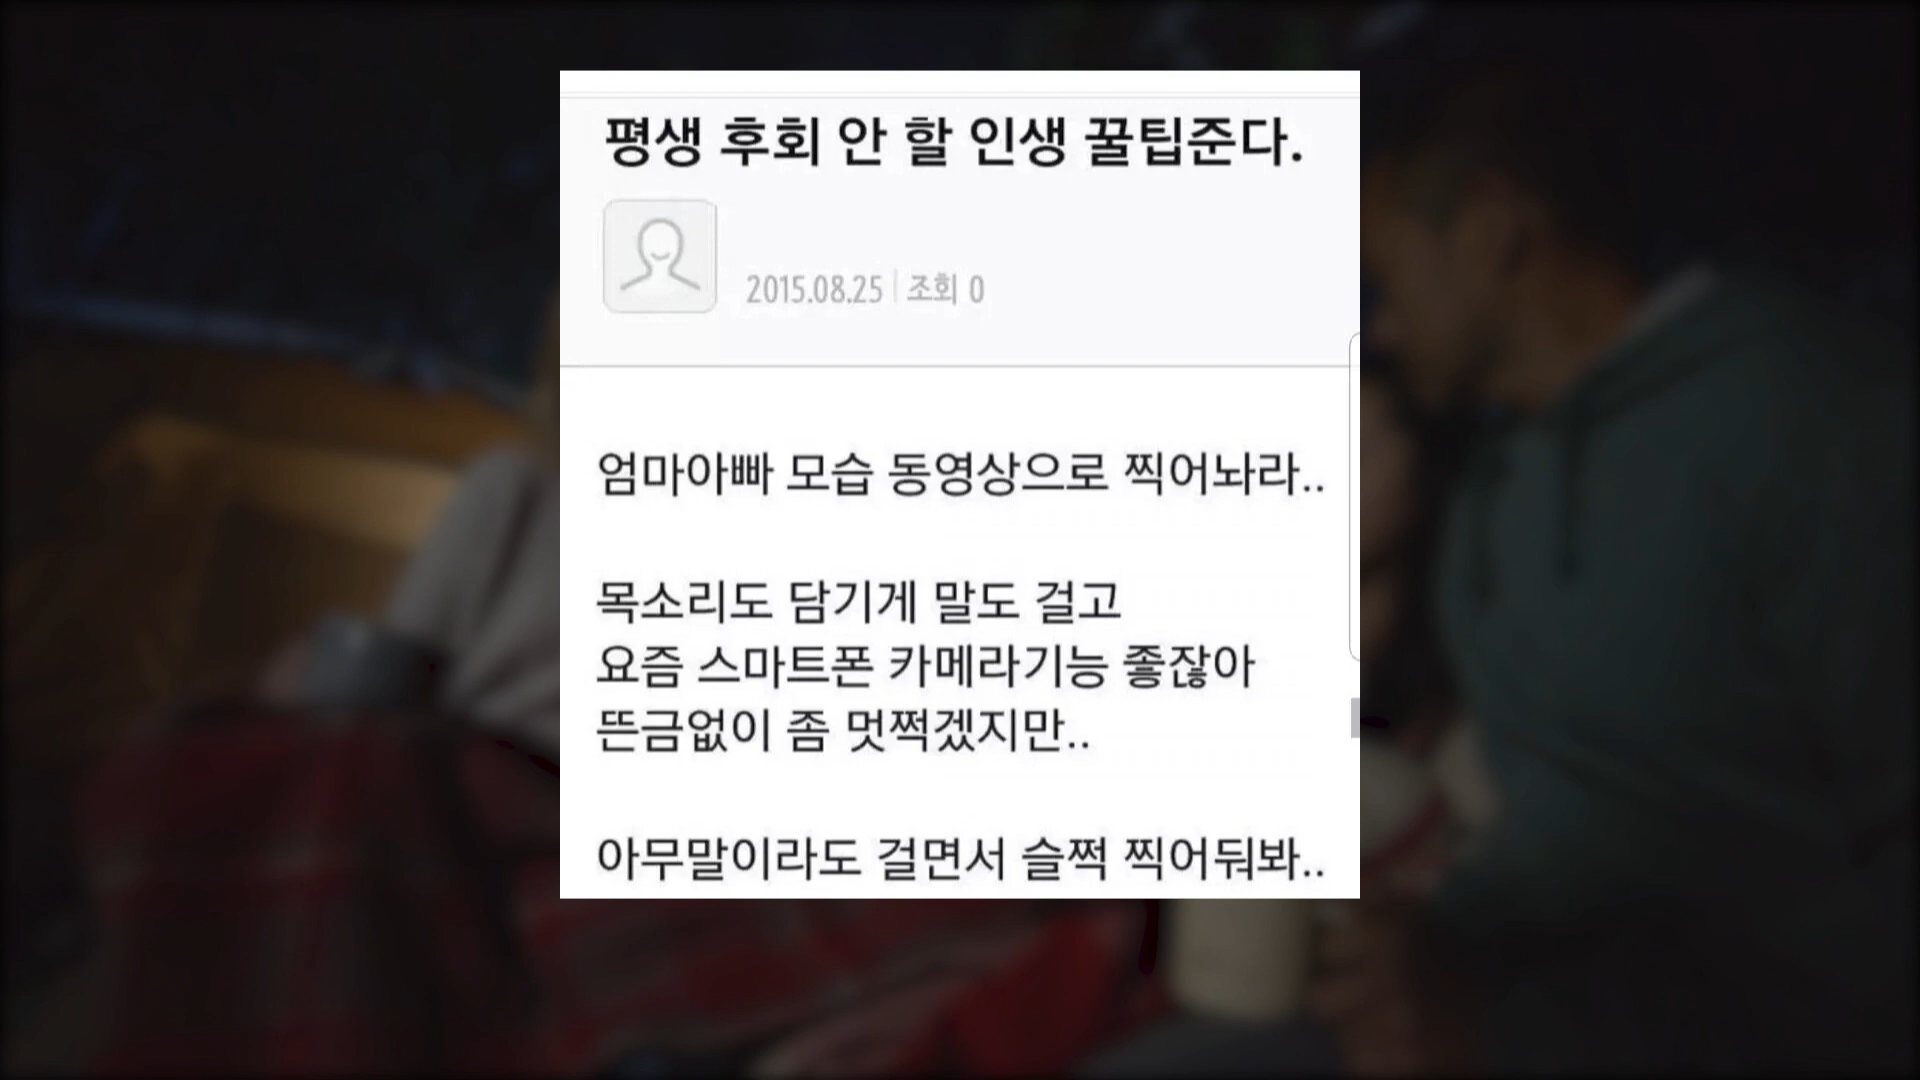 평생 후회 안 할 인생 꿀팁준다.
2015.08.25 | 조회 0
엄마아빠 모습 동영상으로 찍어놔라..
목소리도 담기게 말도 걸고
요즘 스마트폰 카메라기능 좋잖아
뜬금없이 좀 멋쩍겠지만..
아무말이라도 걸면서 슬쩍 찍어둬봐..